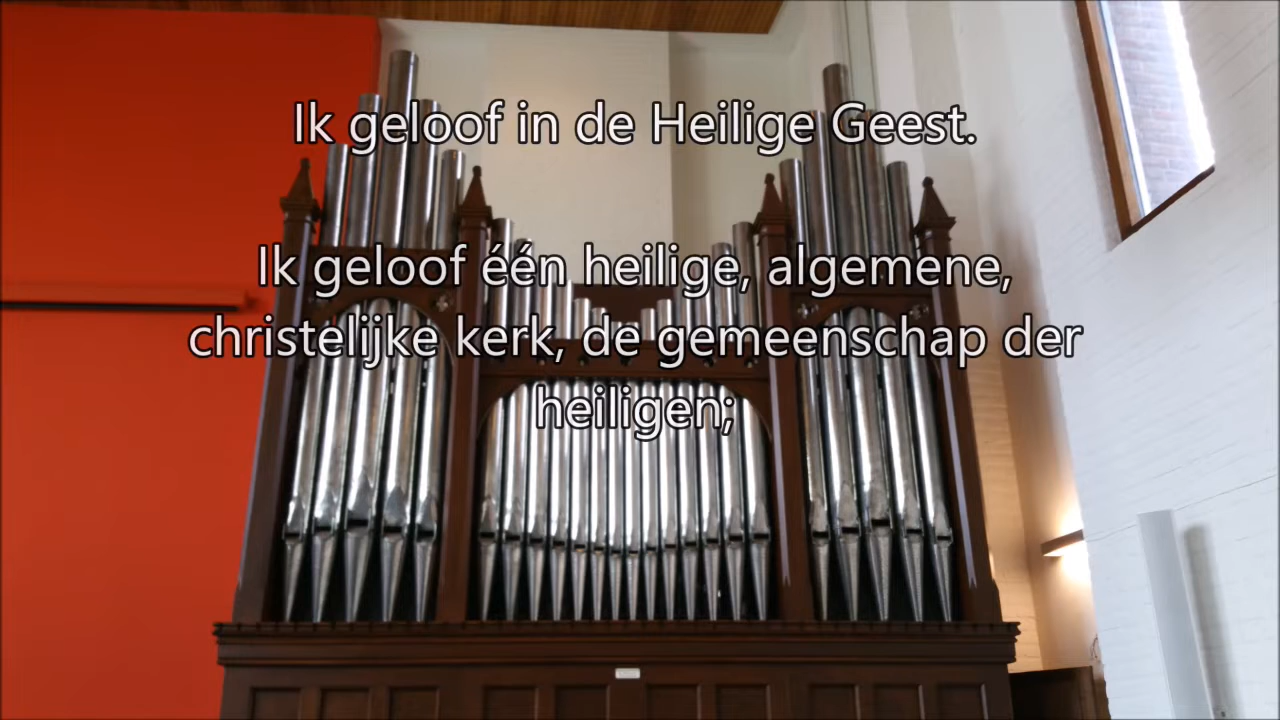 Ik geloof in de Heilige Geest.
Ik geloof één heilige, algemene,
christelijke kerk, de gemeenschap der
heiligen;